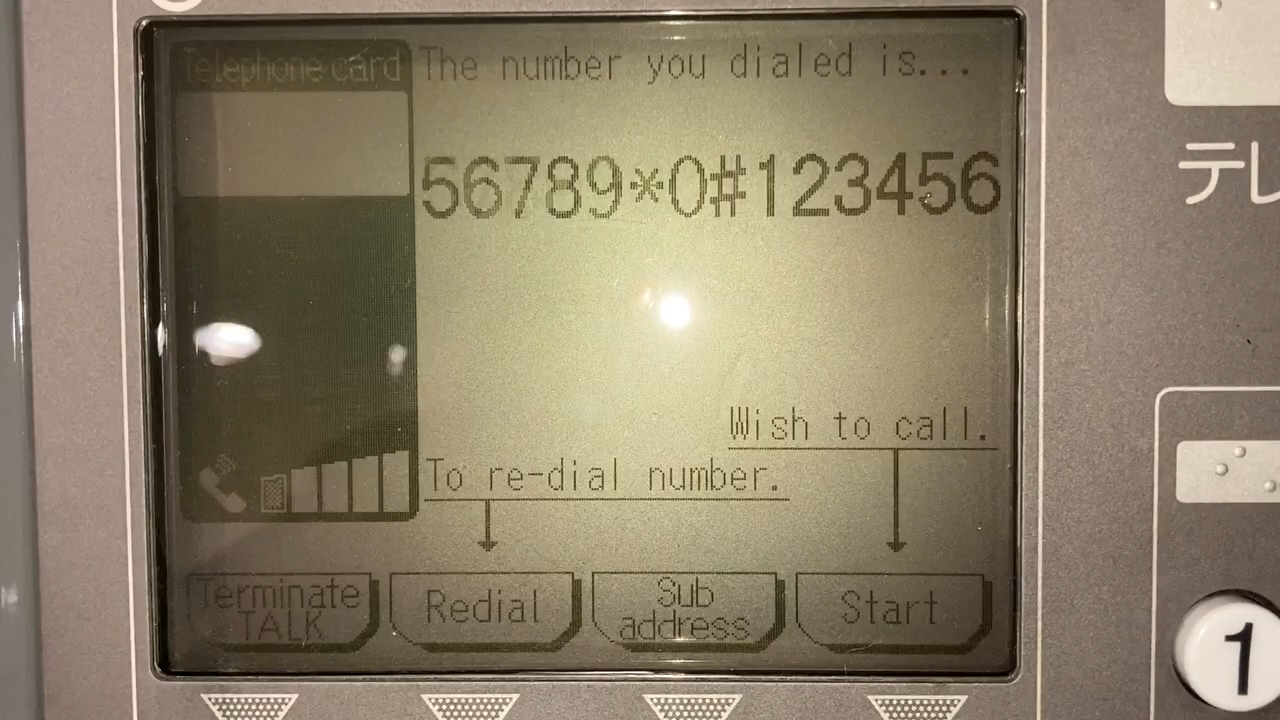 Telephone card
The number you dialed is...
56789*0#123456
Wish to call.
To re-dial number.
Terminate
TALK
Redial
Sub
address
Start
テレ
1